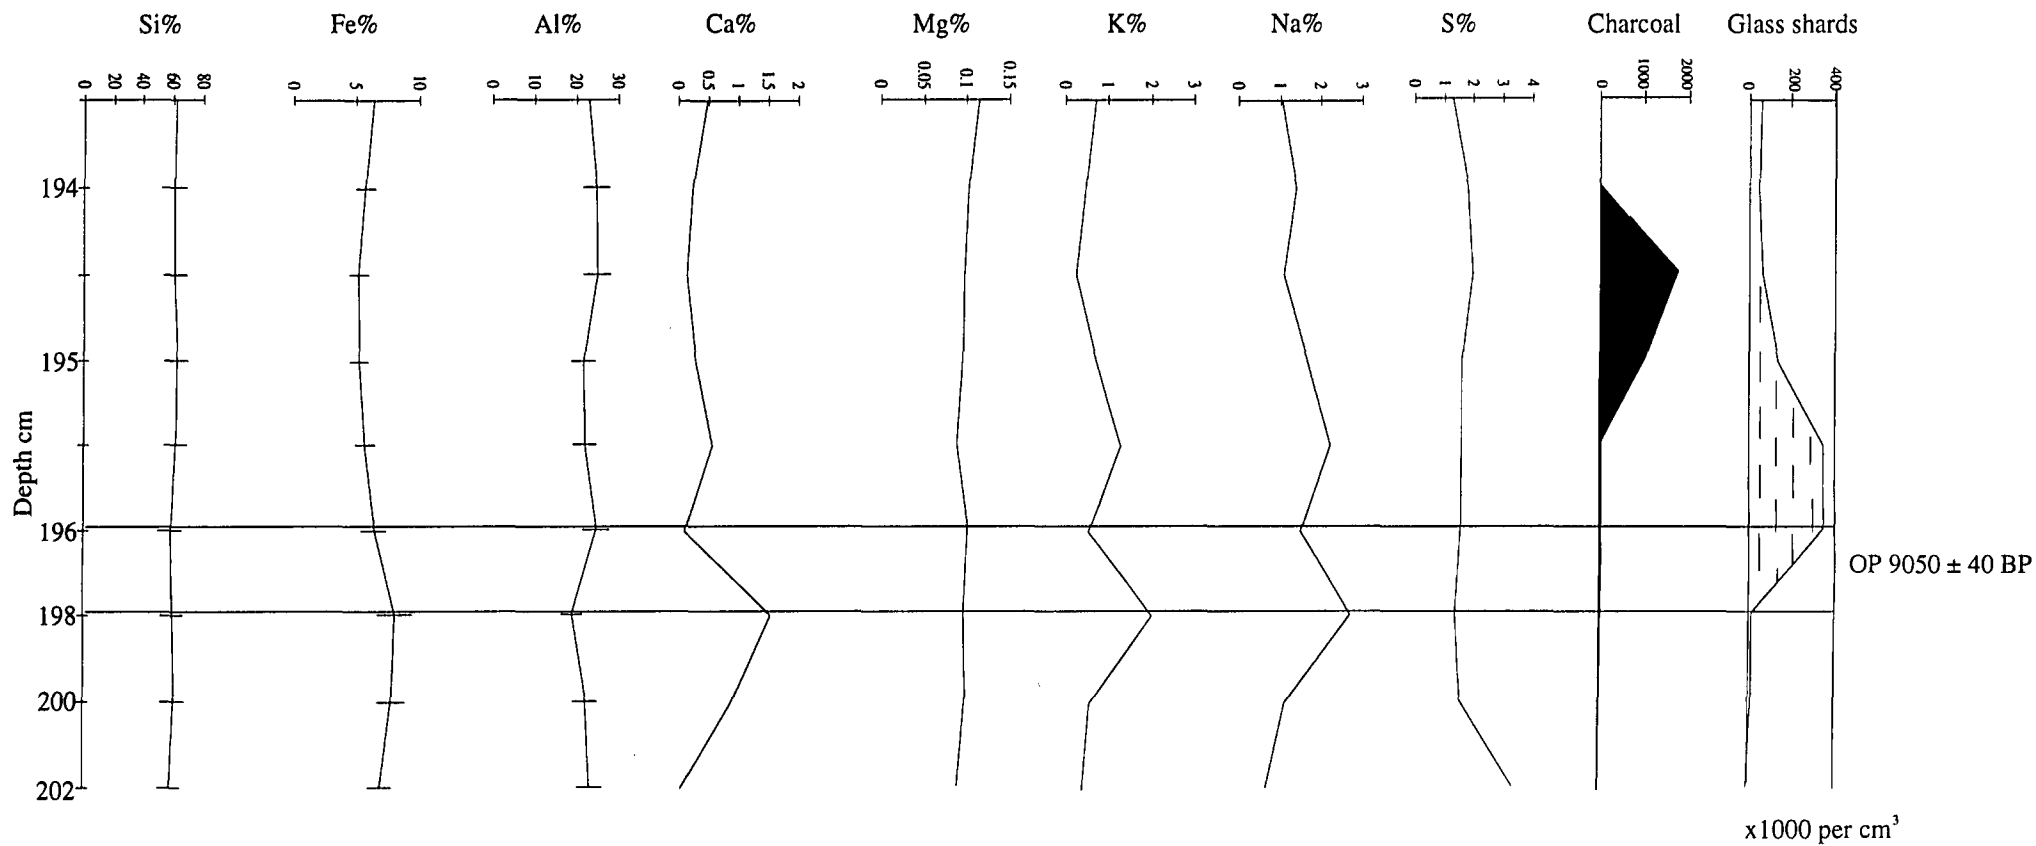 Si% Fe% Al% Ca% Mg% K% Na% S% Charcoal Glass shards
0 20 40 60 80 0 5 10 0 10 20 30 0 0.5 1 1.5 2 0 0.05 0.1 0.15 0 1 2 3 0 1 2 3 0 1 2 3 4 0 1000 2000 0 200 400
194
195
Depth cm
196
OP 9050 ± 40 BP
198
200
202
x1000 per cm³